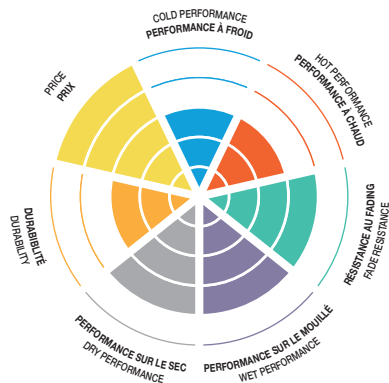 COLD PERFORMANCE
PERFORMANCE À FROID
HOT PERFORMANCE
PERFORMANCE À CHAUD
RÉSISTANCE AU FADING
FADE RESISTANCE
PERFORMANCE SUR LE MOUILLÉ
WET PERFORMANCE
PERFORMANCE SUR LE SEC
DRY PERFORMANCE
DURABIBLITÉ
DURABILITY
PRICE
PRIX